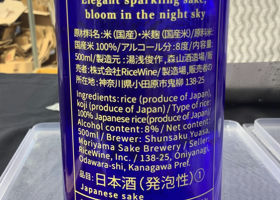 Elegant sparkling sake,
bloom in the night sky
原材料名：米（国産）・米麹（国産米）／原料米：
国産米100％／アルコール分：8度／内容量：
500ml／製造元：湯浅俊作，森山酒造場／販
売者：株式会社RiceWine／製造場，販売者の
所在地：神奈川県小田原市鬼柳 138-25
Ingredients: rice (produce of Japan),
koji (produce of Japan) / Type of rice:
100% Japanese rice(produce of Japan)
Alcohol content: 8% / Net content:
500mL / Brewer: Shunsaku Yuasa,
Moriyama Sake Brewery / Seller:
RiceWine, Inc. / 138-25, Oniyanagi,
Odawara-shi, Kanagawa Pref.
品目：日本酒（発泡性）①
Japanese sake